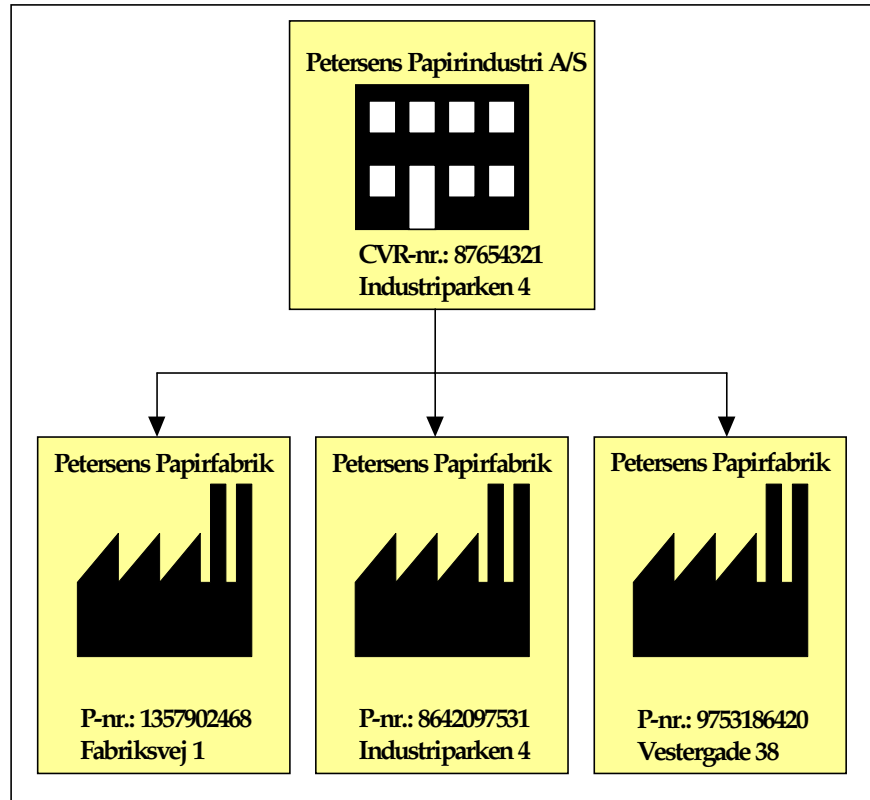 Petersens Papirindustri A/S
CVR-nr.: 87654321
Industriparken 4
Petersens Papirfabrik
P-nr.: 1357902468
Fabriksvej 1
Petersens Papirfabrik
P-nr.: 8642097531
Industriparken 4
Petersens Papirfabrik
P-nr.: 9753186420
Vestergade 38